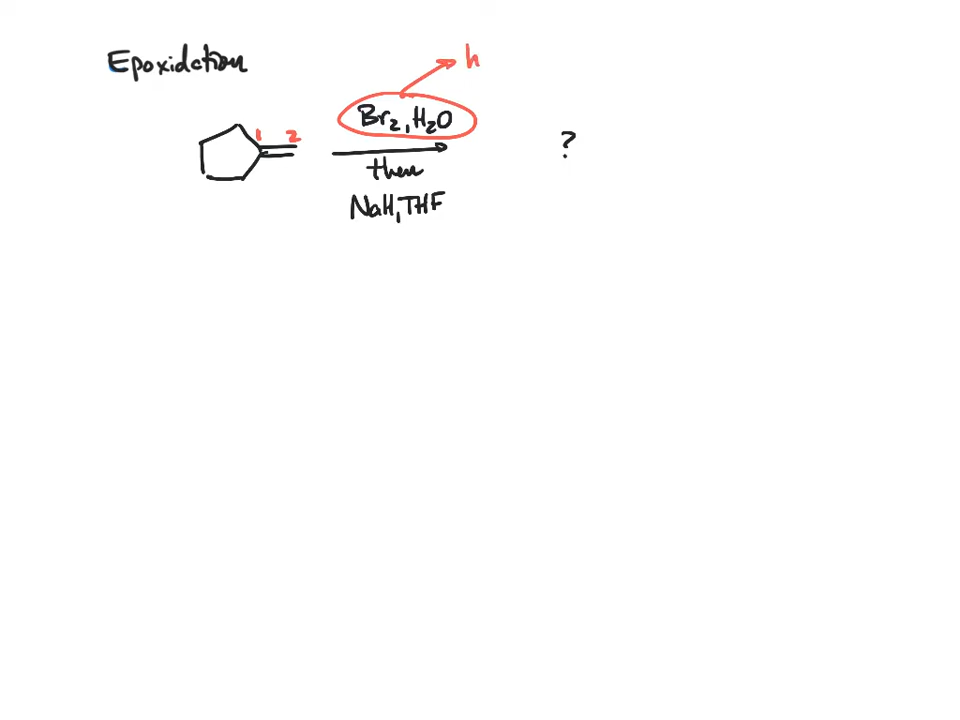 Epoxidation
h
Br2, H2O
1 2
?
then
NaH, THF